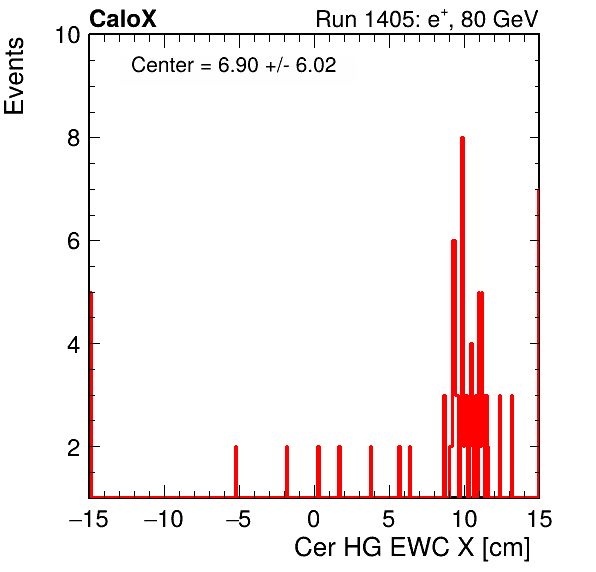 CaloX Run 1405: e⁺, 80 GeV
Events
Center = 6.90 +/- 6.02
10
8
6
4
2
−15 −10 −5 0 5 10 15
Cer HG EWC X [cm]